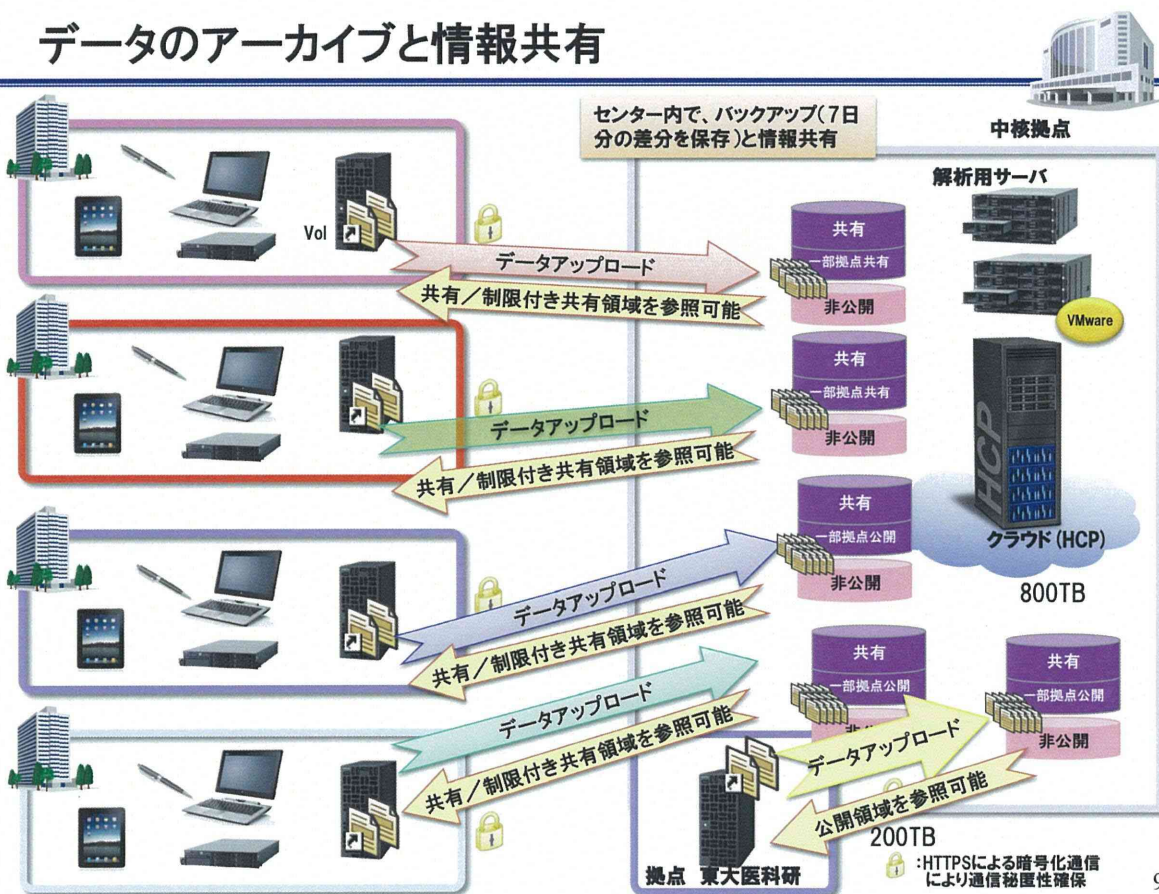 データのアーカイブと情報共有
センター内で、バックアップ(7日
分の差分を保存)と情報共有
中核拠点
解析用サーバ
Vol
データアップロード
共有/制限付き共有領域を参照可能
共有
一部拠点共有
非公開
VMware
データアップロード
共有/制限付き共有領域を参照可能
共有
一部拠点共有
非公開
HCP
クラウド(HCP)
800TB
データアップロード
共有/制限付き共有領域を参照可能
共有
一部拠点公開
非公開
データアップロード
共有/制限付き共有領域を参照可能
共有
一部拠点公開
共有
一部拠点公開
非公開
データアップロード
公開領域を参照可能
200TB
拠点 東大医科研
:HTTPSによる暗号化通信
により通信秘匿性確保